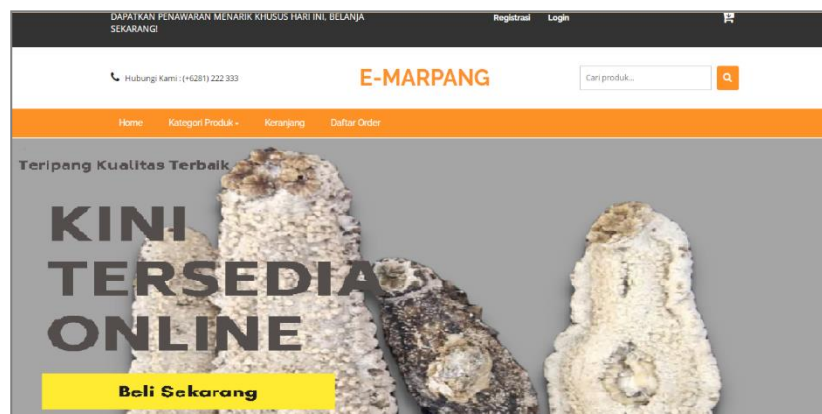 DAPATKAN PENAWARAN MENARIK KHUSUS HARI INI, BELANJA
SEKARANG!
Registrasi Login
Hubungi Kami : (+6281) 222 333
E-MARPANG
Cari produk...
Home Kategori Produk Keranjang Daftar Order
Teripang Kualitas Terbaik
KINI
TERSEDIA
ONLINE
Beli Sekarang